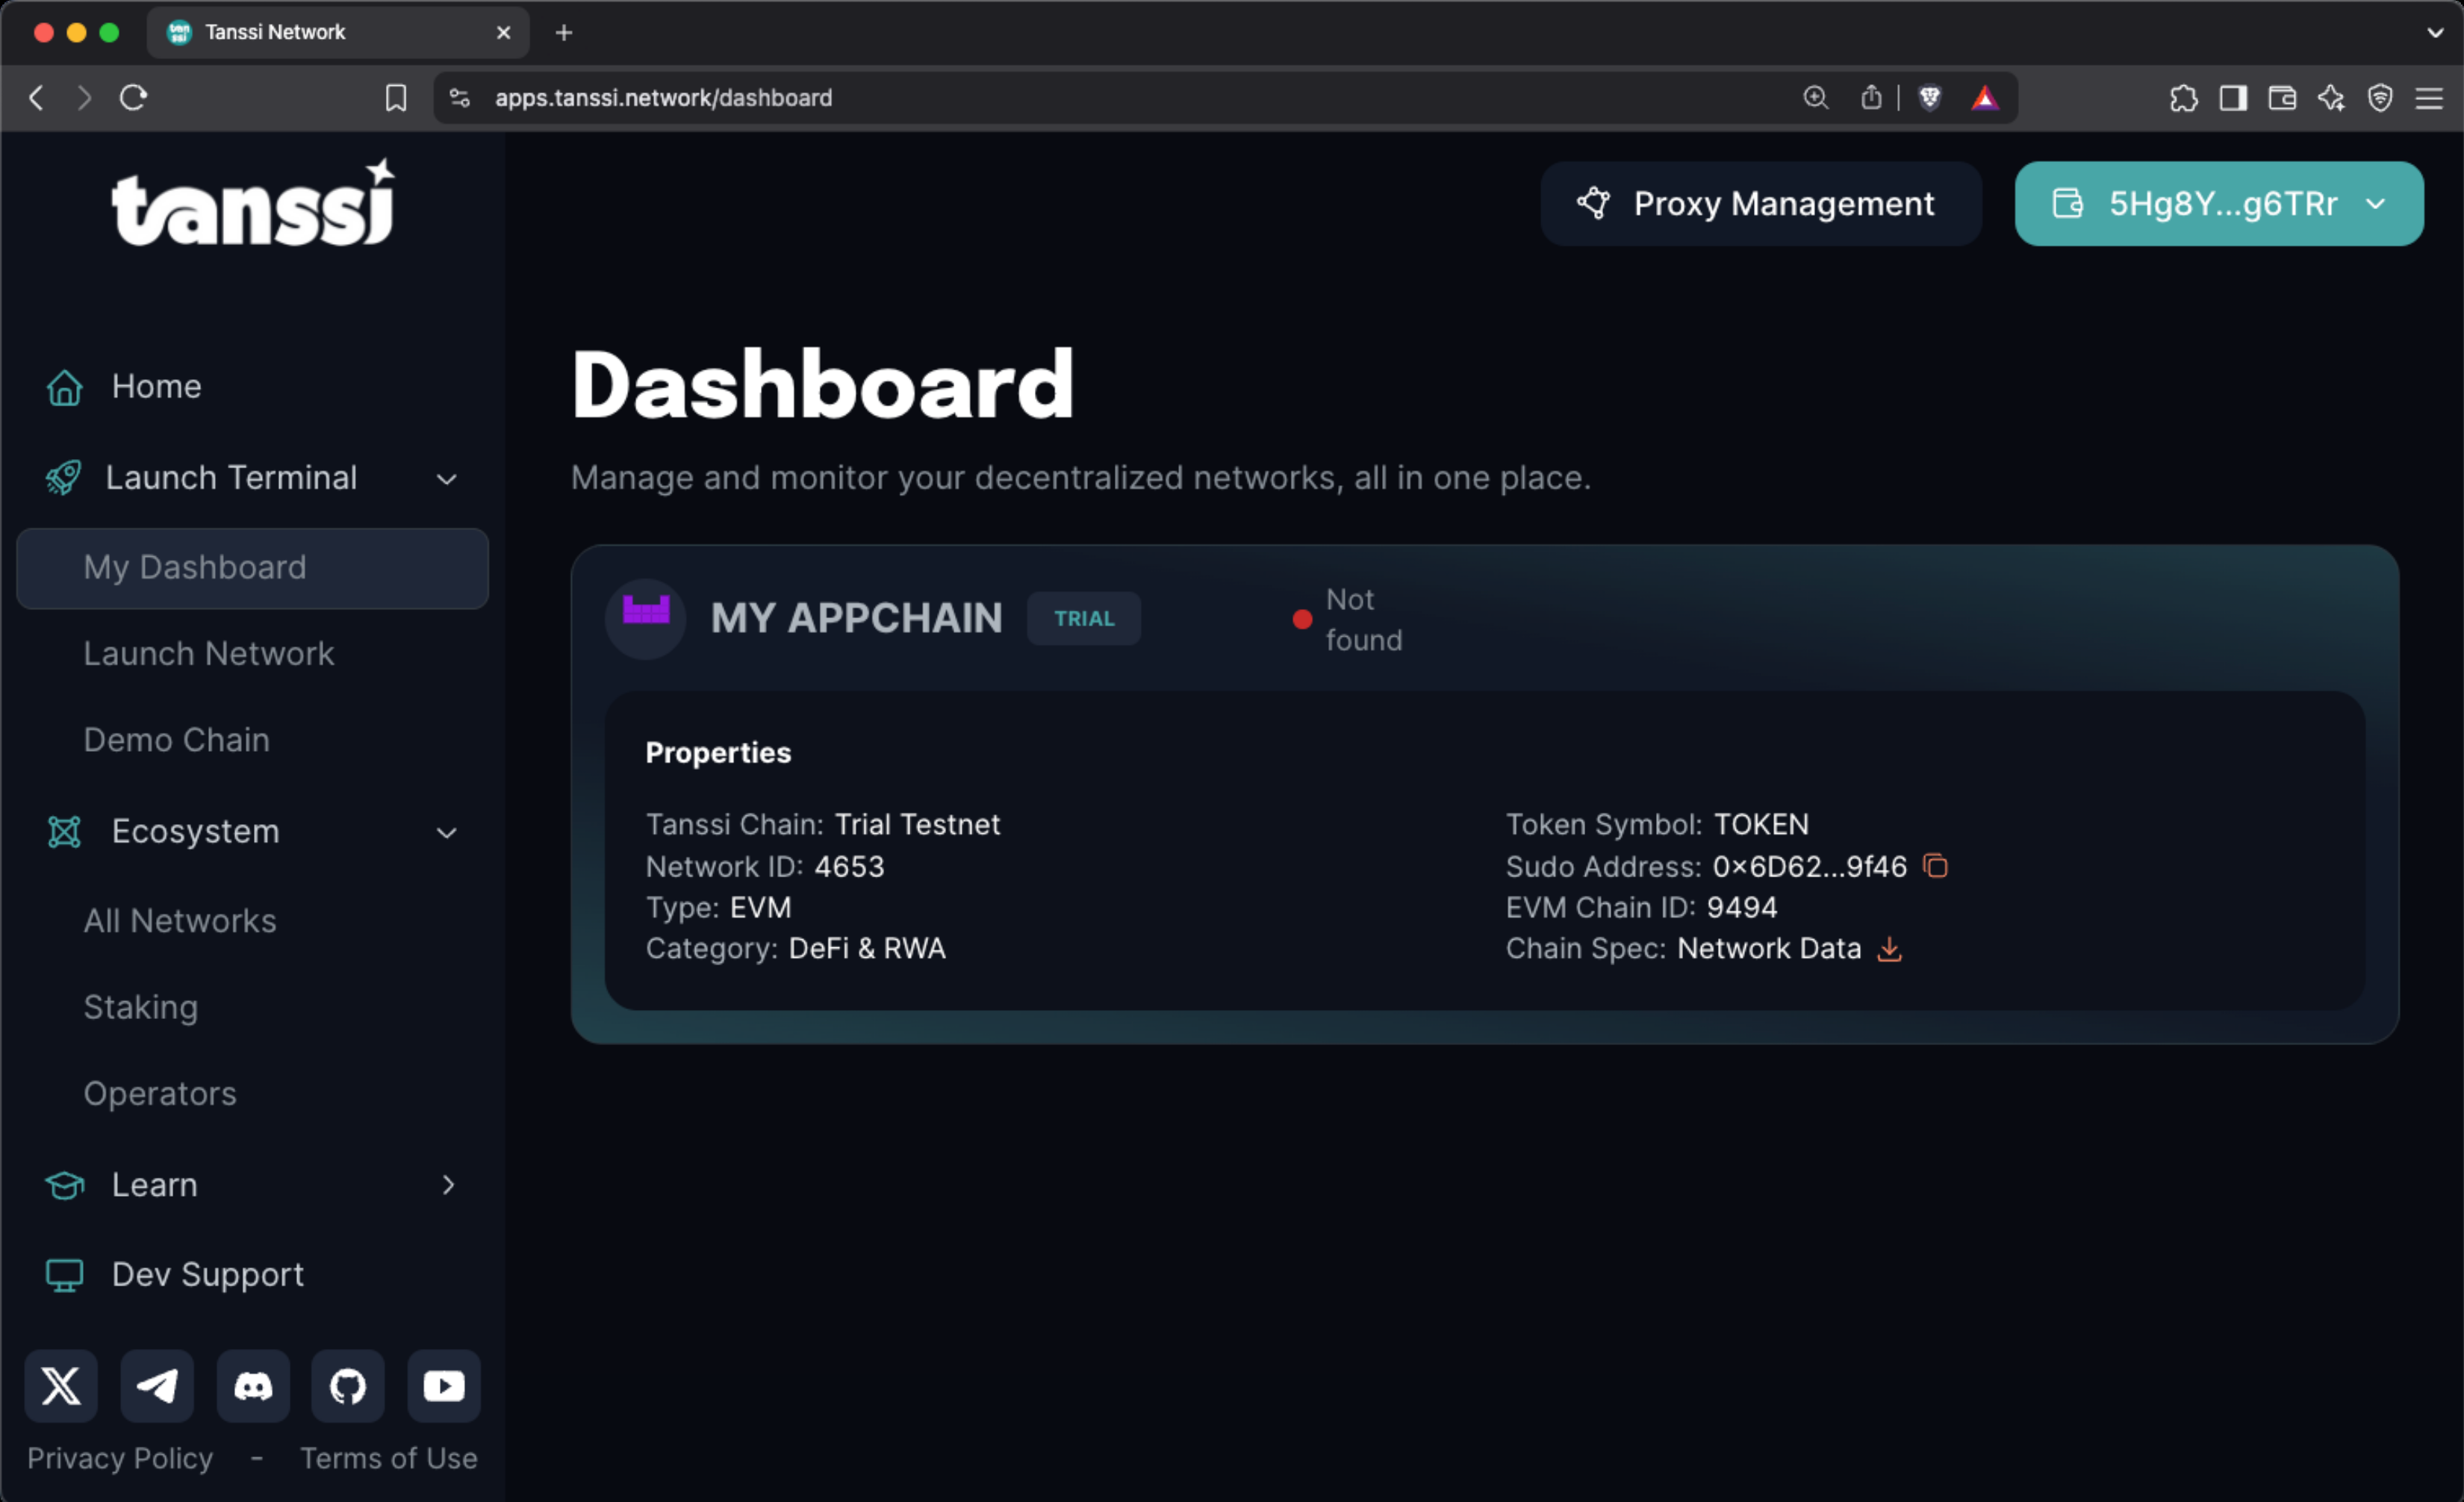 Tanssi Network
apps.tanssi.network/dashboard
tanssi
Proxy Management
5Hg8Y...g6TRr
Home
Launch Terminal
My Dashboard
Launch Network
Demo Chain
Ecosystem
All Networks
Staking
Operators
Learn
Dev Support
Privacy Policy - Terms of Use
Dashboard
Manage and monitor your decentralized networks, all in one place.
MY APPCHAIN
TRIAL
Not
found
Properties
Tanssi Chain: Trial Testnet
Network ID: 4653
Type: EVM
Category: DeFi & RWA
Token Symbol: TOKEN
Sudo Address: 0x6D62...9f46
EVM Chain ID: 9494
Chain Spec: Network Data